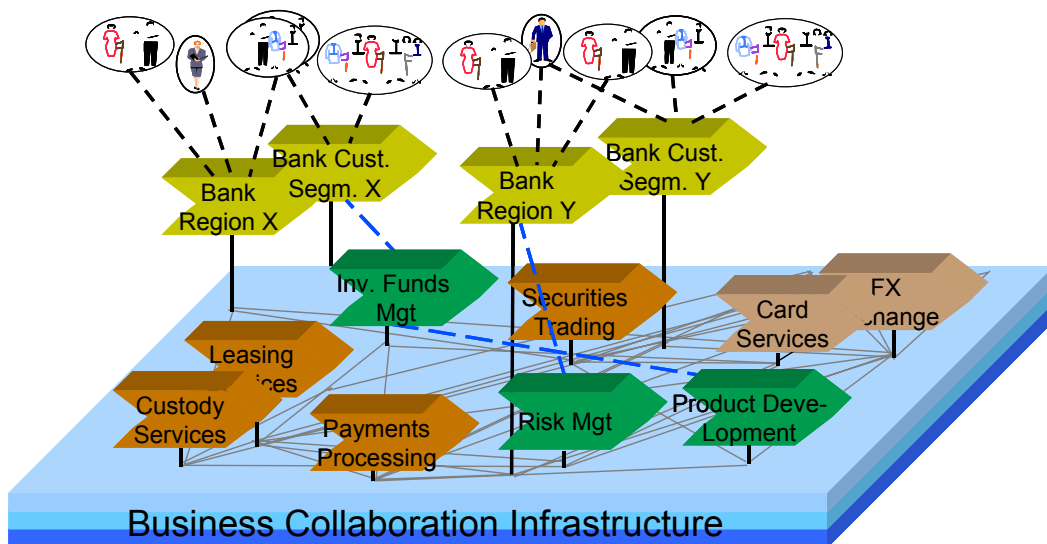 Bank Cust.
Segm. X
Bank
Region X
Bank Cust.
Segm. Y
Bank
Region Y
Inv. Funds
Mgt
Securities
Trading
FX
Card
Services
Leasing
Custody
Services
Payments
Processing
Risk Mgt
Product Deve-
Lopment
Business Collaboration Infrastructure